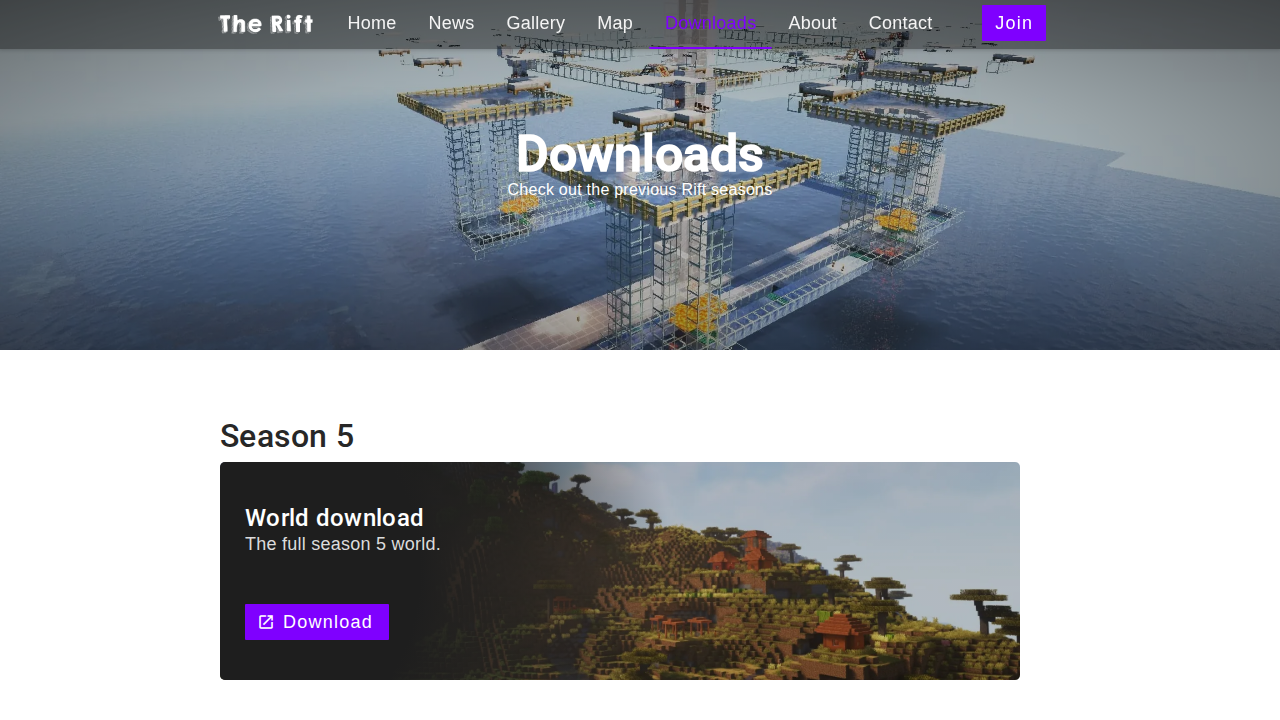 The Rift Home News Gallery Map Downloads About Contact Join
Downloads
Check out the previous Rift seasons
Season 5
World download
The full season 5 world.
Download